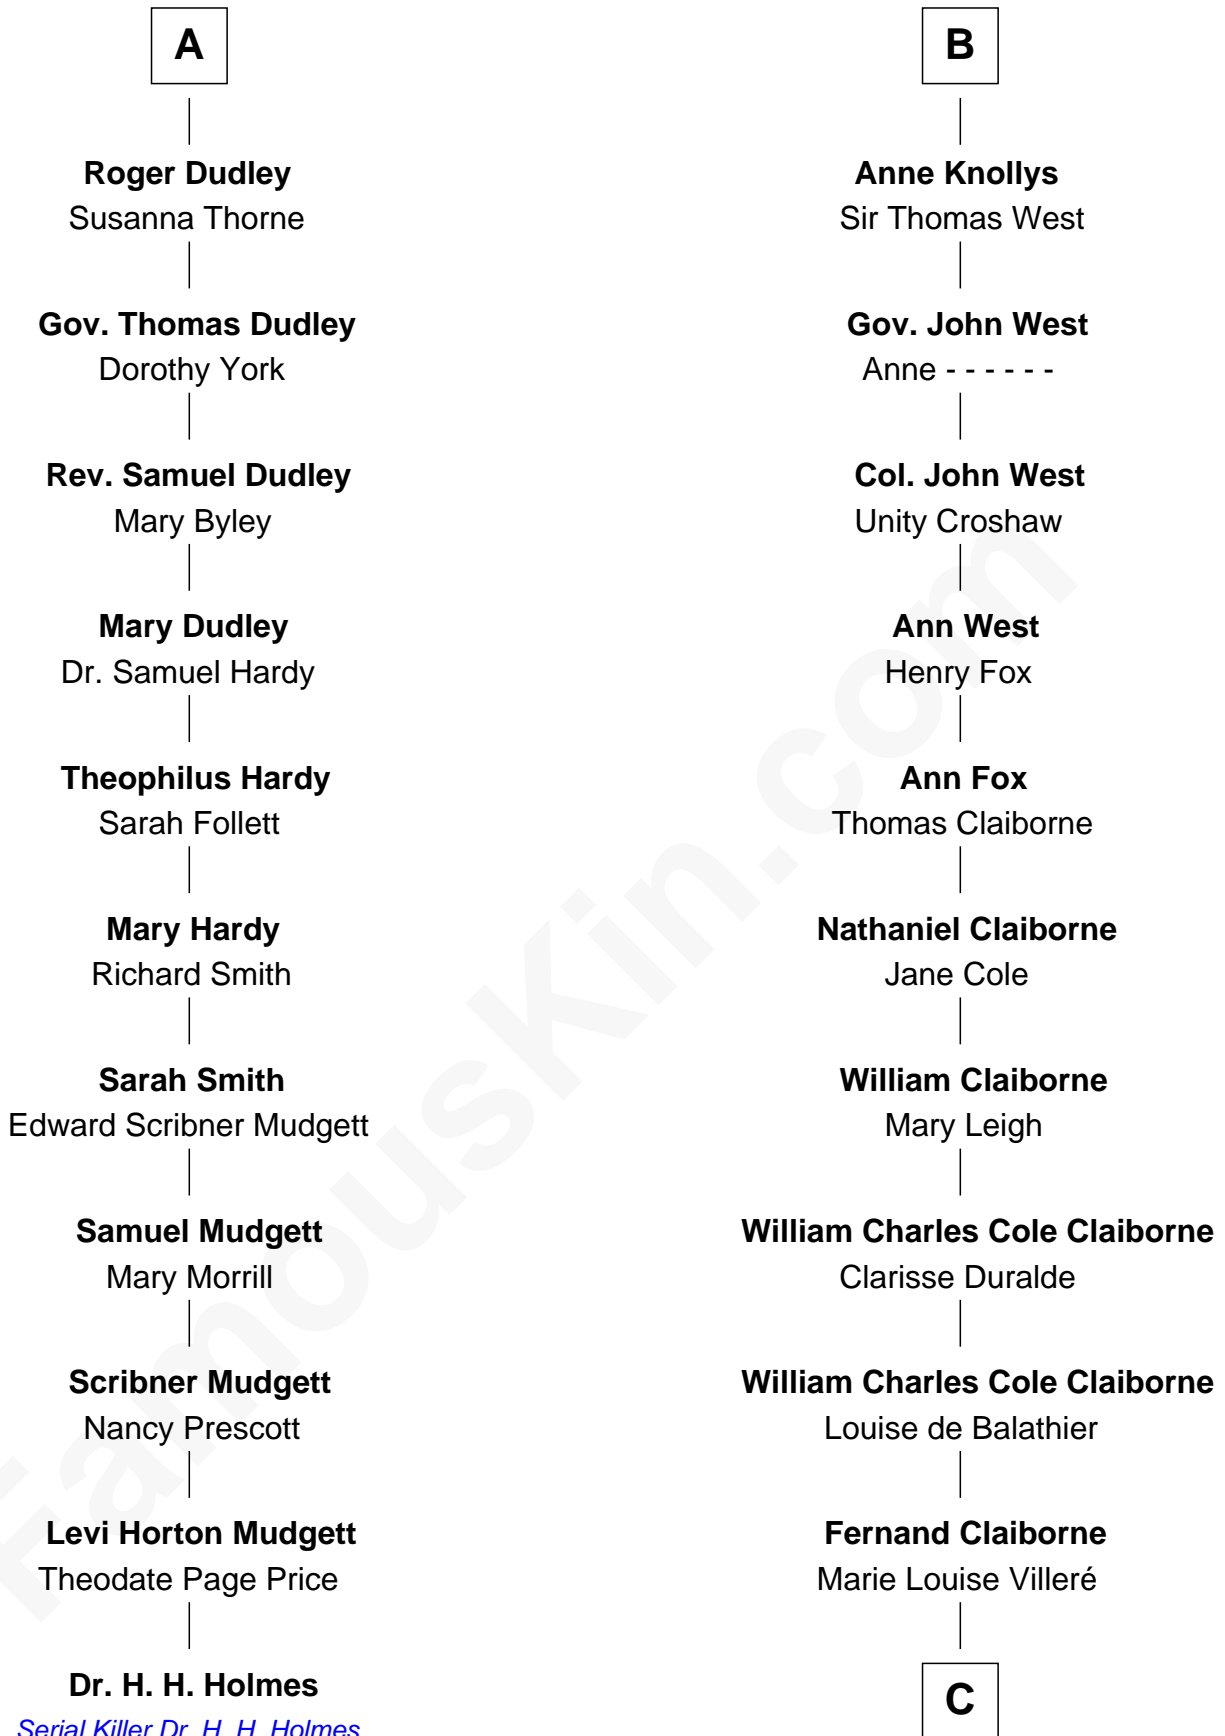 A
Roger Dudley
Susanna Thorne
Gov. Thomas Dudley
Dorothy York
Rev. Samuel Dudley
Mary Byley
Mary Dudley
Dr. Samuel Hardy
Theophilus Hardy
Sarah Follett
Mary Hardy
Richard Smith
Sarah Smith
Edward Scribner Mudgett
Samuel Mudgett
Mary Morrill
Scribner Mudgett
Nancy Prescott
Levi Horton Mudgett
Theodate Page Price
Dr. H. H. Holmes
Serial Killer Dr. H. H. Holmes
B
Anne Knollys
Sir Thomas West
Gov. John West
Anne - - - - - -
Col. John West
Unity Croshaw
Ann West
Henry Fox
Ann Fox
Thomas Claiborne
Nathaniel Claiborne
Jane Cole
William Claiborne
Mary Leigh
William Charles Cole Claiborne
Clarisse Duralde
William Charles Cole Claiborne
Louise de Balathier
Fernand Claiborne
Marie Louise Villeré
C
FamousKin.com